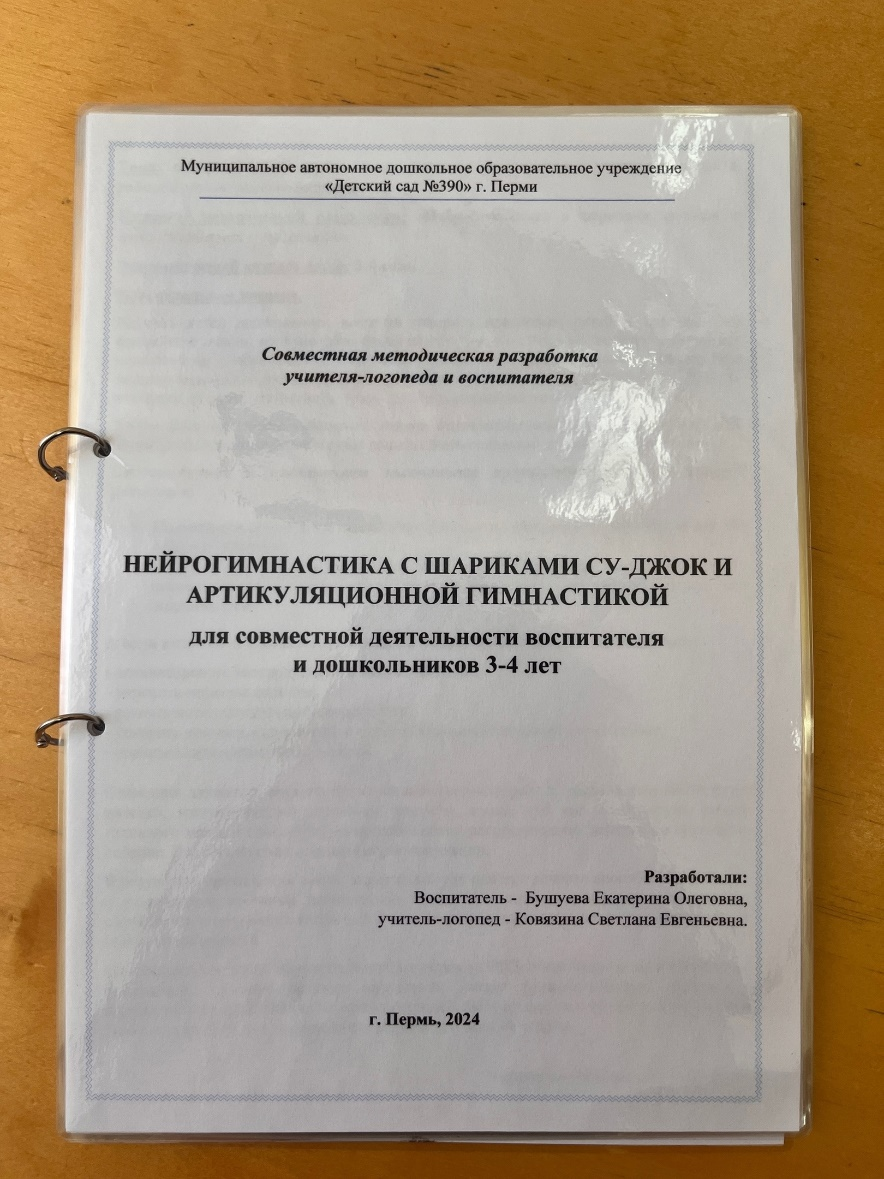 Муниципальное автономное дошкольное образовательное учреждение
«Детский сад №390» г. Перми
Совместная методическая разработка
учителя-логопеда и воспитателя
НЕЙРОГИМНАСТИКА С ШАРИКАМИ СУ-ДЖОК И
АРТИКУЛЯЦИОННОЙ ГИМНАСТИКОЙ
для совместной деятельности воспитателя
и дошкольников 3-4 лет
Разработали:
Воспитатель - Бушуева Екатерина Олеговна,
учитель-логопед - Ковязина Светлана Евгеньевна.
г. Пермь, 2024